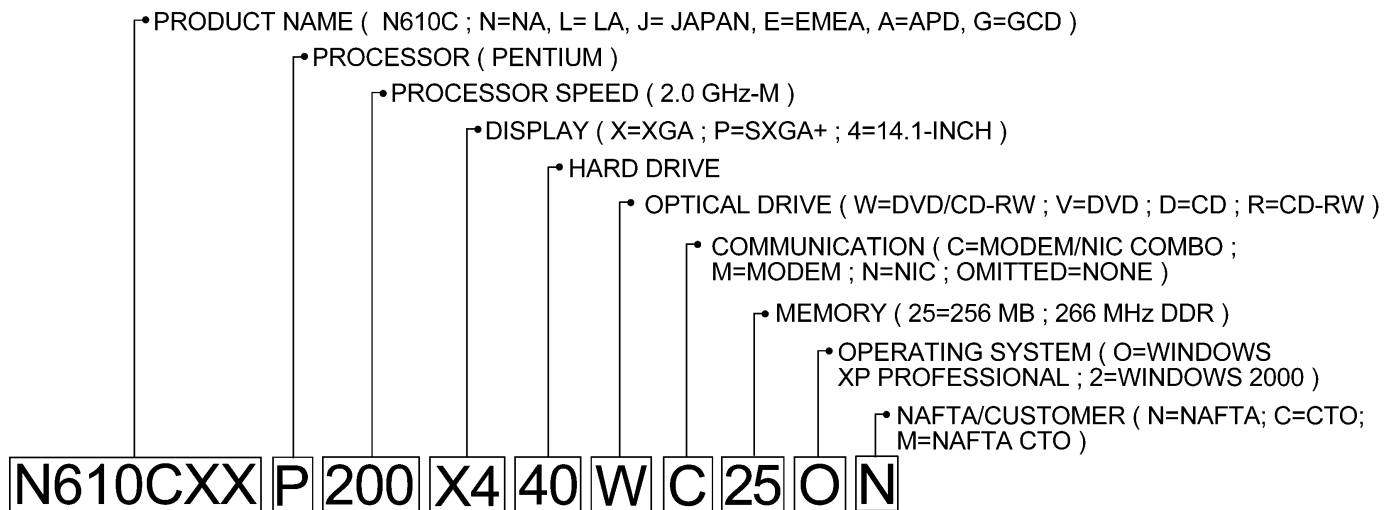 PRODUCT NAME ( N610C ; N=NA, L= LA, J= JAPAN, E=EMEA, A=APD, G=GCD )
PROCESSOR ( PENTIUM )
PROCESSOR SPEED ( 2.0 GHz-M )
DISPLAY ( X=XGA ; P=SXGA+ ; 4=14.1-INCH )
HARD DRIVE
OPTICAL DRIVE ( W=DVD/CD-RW ; V=DVD ; D=CD ; R=CD-RW )
COMMUNICATION ( C=MODEM/NIC COMBO ;
M=MODEM ; N=NIC ; OMITTED=NONE )
MEMORY ( 25=256 MB ; 266 MHz DDR )
OPERATING SYSTEM ( O=WINDOWS
XP PROFESSIONAL ; 2=WINDOWS 2000 )
NAFTA/CUSTOMER ( N=NAFTA; C=CTO;
M=NAFTA CTO )
N610CXX P 200 X4 40 W C 25 O N